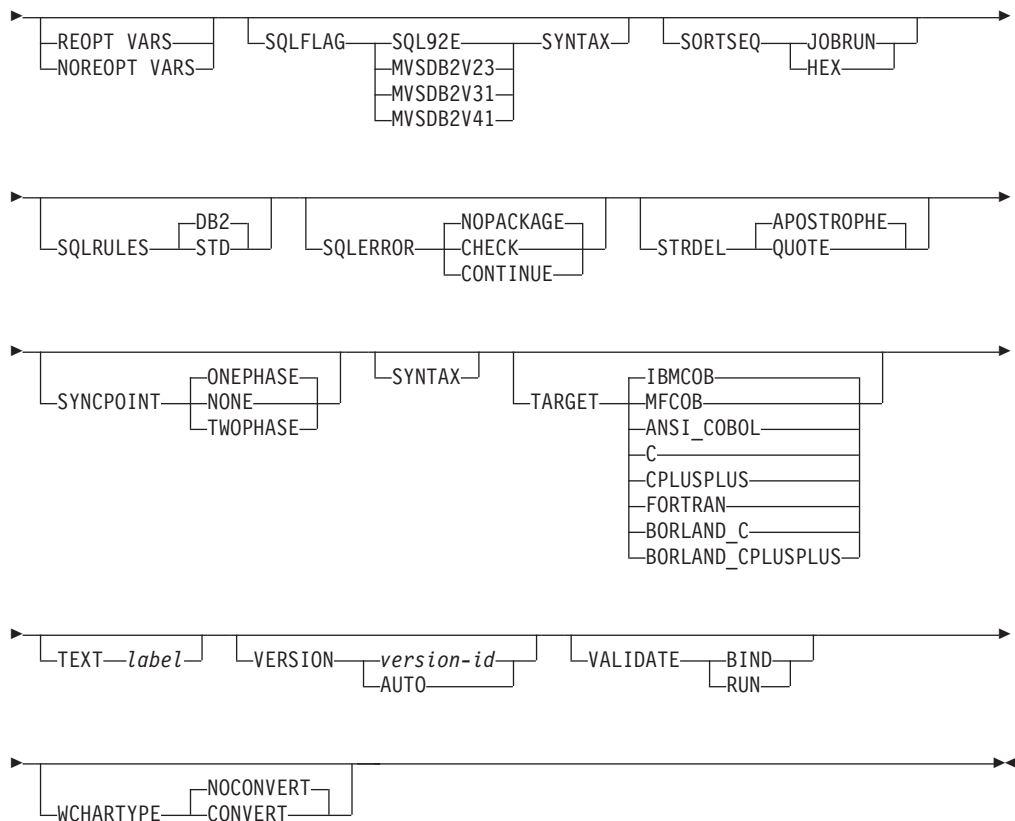 REOPT VARS SQLFLAG SQL92E SYNTAX SORTSEQ JOBRUN
NOREOPT VARS MVSDB2V23 HEX
MVSDB2V31
MVSDB2V41
DB2 NOPACKAGE APOSTROPHE
SQLRULES STD SQLERROR CHECK STRDEL QUOTE
CONTINUE
ONEPHASE SYNTAX IBMCOB
SYNCPOINT NONE TARGET MFCOB
TWOPHASE ANSI_COBOL
C
CPLUSPLUS
FORTRAN
BORLAND_C
BORLAND_CPLUSPLUS
TEXT label VERSION version-id VALIDATE BIND
AUTO RUN
NOCONVERT
WCHARTYPE CONVERT